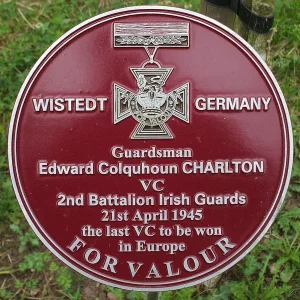 WISTEDT GERMANY
Guardsman
Edward Colquhoun CHARLTON
VC
2nd Battalion Irish Guards
21st April 1945
the last VC to be won
in Europe
FOR VALOUR